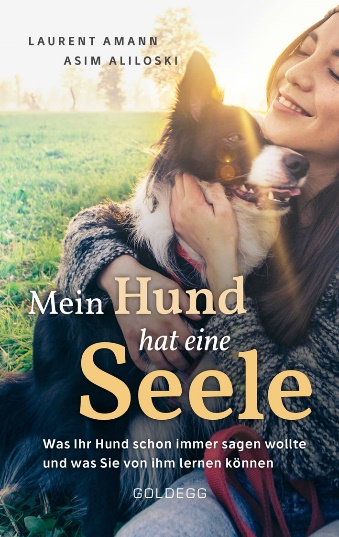 LAURENT AMANN
ASIM ALILOSKI
Mein Hund
hat eine
Seele
Was Ihr Hund schon immer sagen wollte
und was Sie von ihm lernen können
GOLDEGG